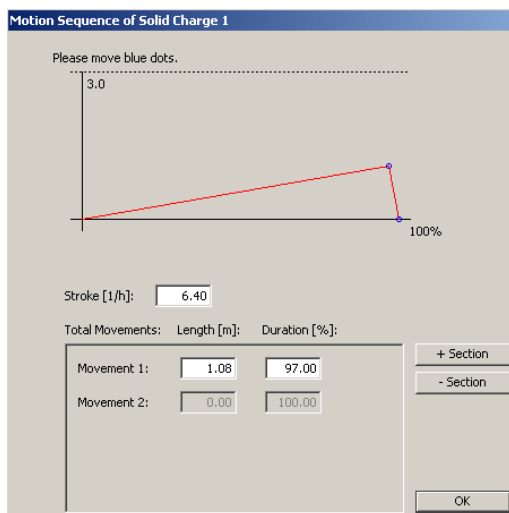 Motion Sequence of Solid Charge 1
Please move blue dots.
3.0
100%
Stroke [1/h]: 6.40
Total Movements: Length [m]: Duration [%]:
+ Section
Movement 1: 1.08 97.00
- Section
Movement 2: 0.00 100.00
OK